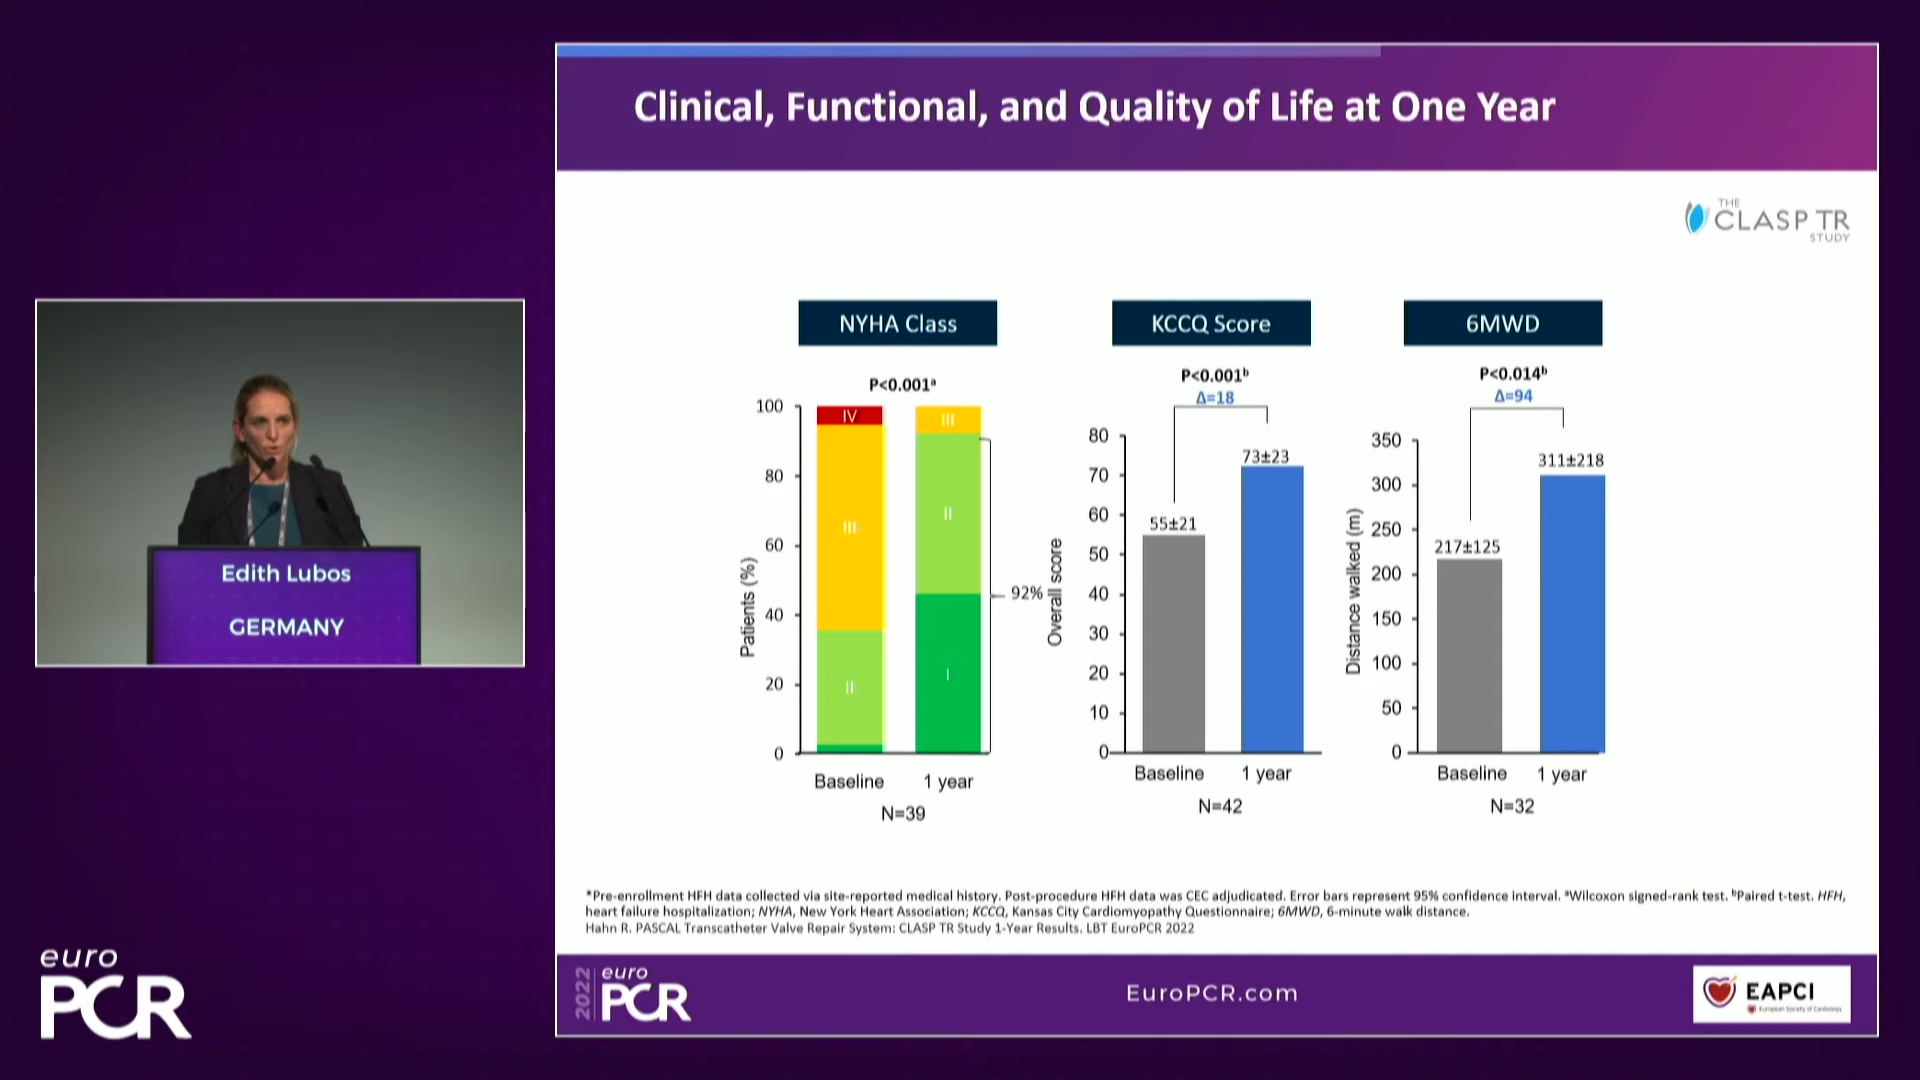 Clinical, Functional, and Quality of Life at One Year
THE
CLASP TR
STUDY
NYHA Class
P<0.001ᵃ
100
80
60
40
20
0
Patients (%)
IV
III
II
III
II
I
92%
Baseline
1 year
N=39
KCCQ Score
P<0.001ᵇ
Δ=18
80
70
60
50
40
30
20
10
0
Overall score
55±21
73±23
Baseline
1 year
N=42
6MWD
P<0.014ᵇ
Δ=94
350
300
250
200
150
100
50
0
Distance walked (m)
217±125
311±218
Baseline
1 year
N=32
*Pre-enrollment HFH data collected via site-reported medical history. Post-procedure HFH data was CEC adjudicated. Error bars represent 95% confidence interval. ᵃWilcoxon signed-rank test. ᵇPaired t-test. HFH,
heart failure hospitalization; NYHA, New York Heart Association; KCCQ, Kansas City Cardiomyopathy Questionnaire; 6MWD, 6-minute walk distance.
Hahn R. PASCAL Transcatheter Valve Repair System: CLASP TR Study 1-Year Results. LBT EuroPCR 2022
2022
euro
PCR
EuroPCR.com
EAPCI
European Society of Cardiology
Edith Lubos
GERMANY
euro
PCR